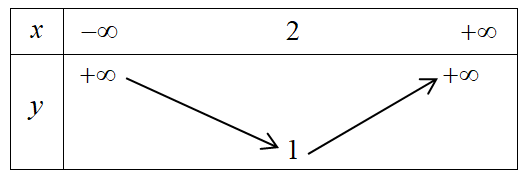 x −∞ 2 +∞
+∞ +∞
y
1